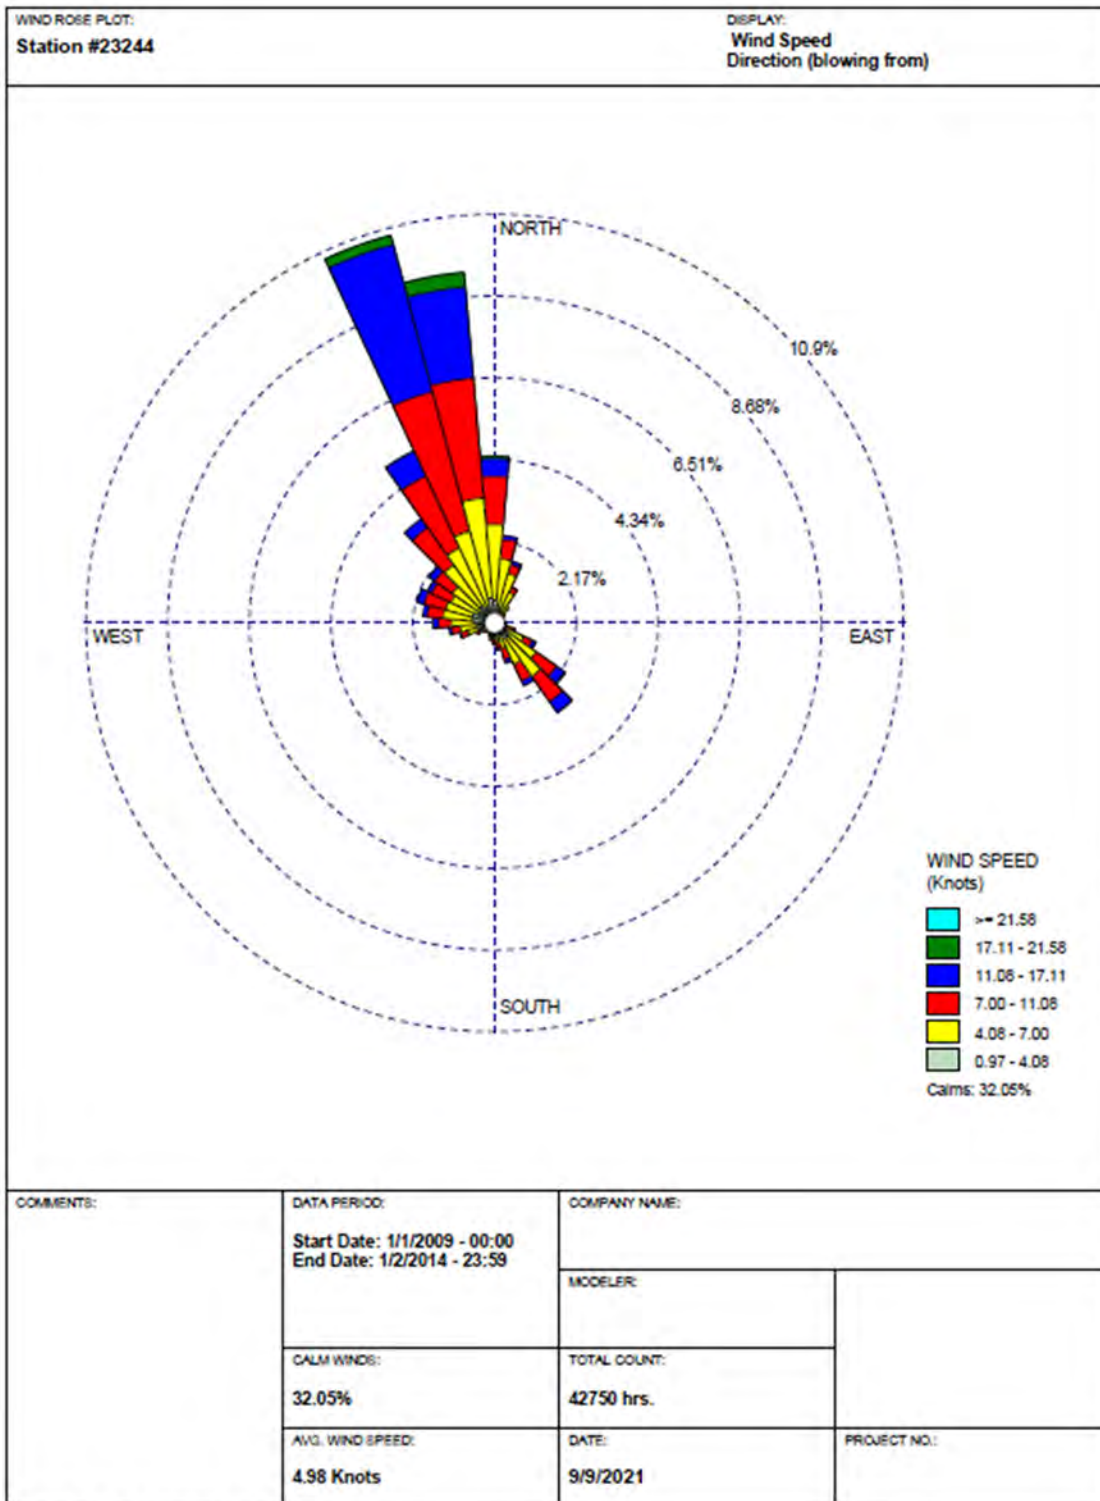 WIND ROSE PLOT:
Station #23244
DISPLAY:
Wind Speed
Direction (blowing from)
NORTH
10.9%
8.68%
6.51%
4.34%
2.17%
WEST
EAST
SOUTH
WIND SPEED
(Knots)
>= 21.58
17.11 - 21.58
11.08 - 17.11
7.00 - 11.08
4.08 - 7.00
0.97 - 4.08
Calms: 32.05%
COMMENTS:
DATA PERIOD:
Start Date: 1/1/2009 - 00:00
End Date: 1/2/2014 - 23:59
COMPANY NAME:
MODELER:
CALM WINDS:
32.05%
TOTAL COUNT:
42750 hrs.
AVG. WIND SPEED:
4.98 Knots
DATE:
9/9/2021
PROJECT NO.: